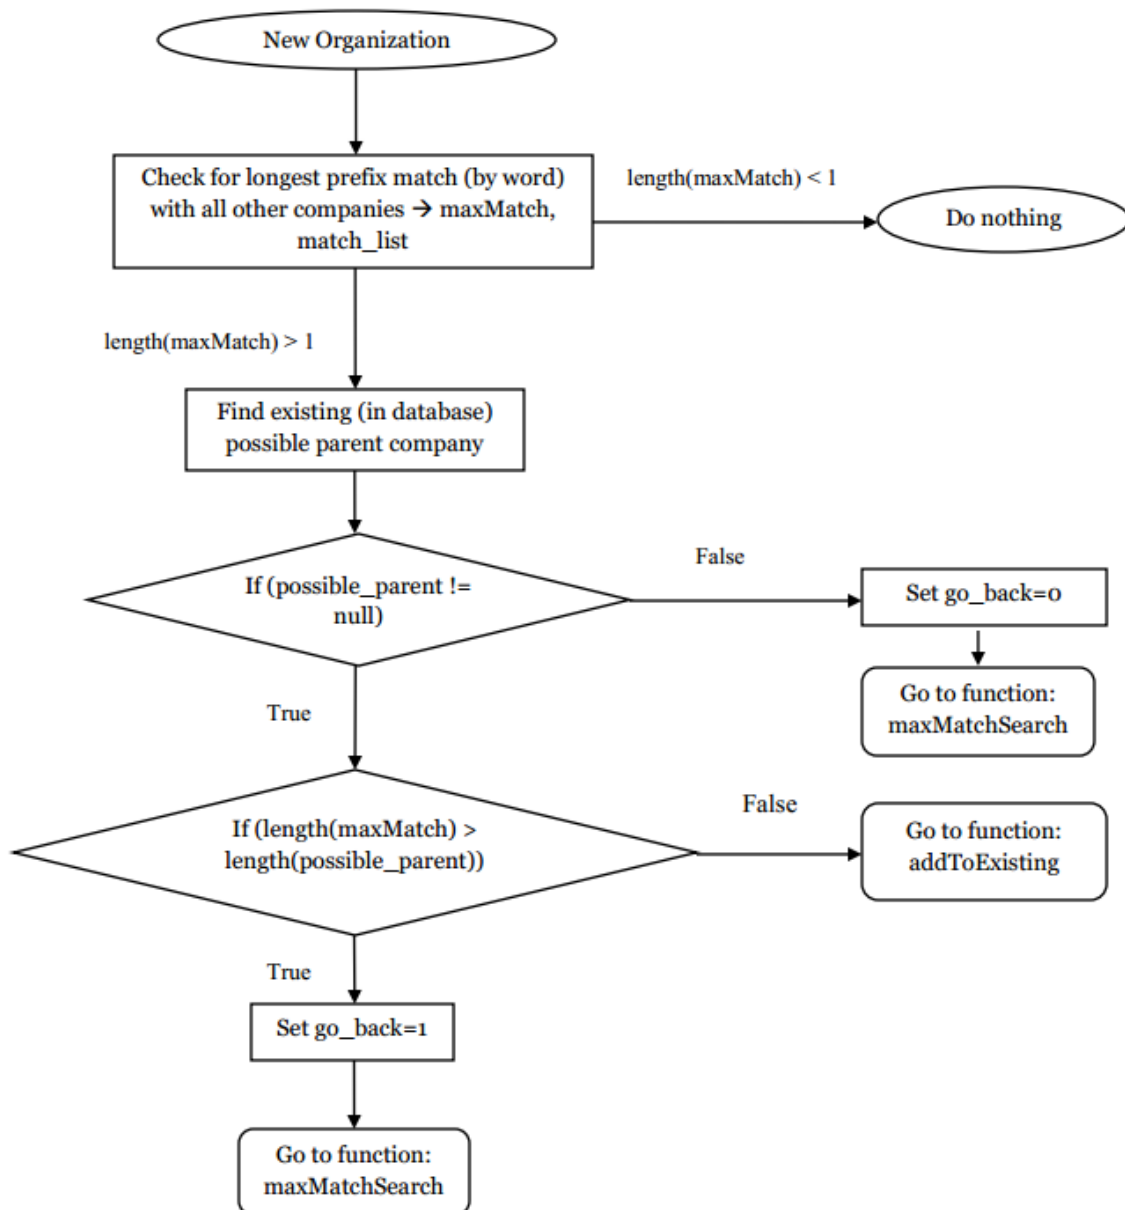 New Organization
Check for longest prefix match (by word)
with all other companies → maxMatch,
match_list
length(maxMatch) < 1
Do nothing
length(maxMatch) > 1
Find existing (in database)
possible parent company
If (possible_parent !=
null)
False
Set go_back=0
Go to function:
maxMatchSearch
True
If (length(maxMatch) >
length(possible_parent))
False
Go to function:
addToExisting
True
Set go_back=1
Go to function:
maxMatchSearch